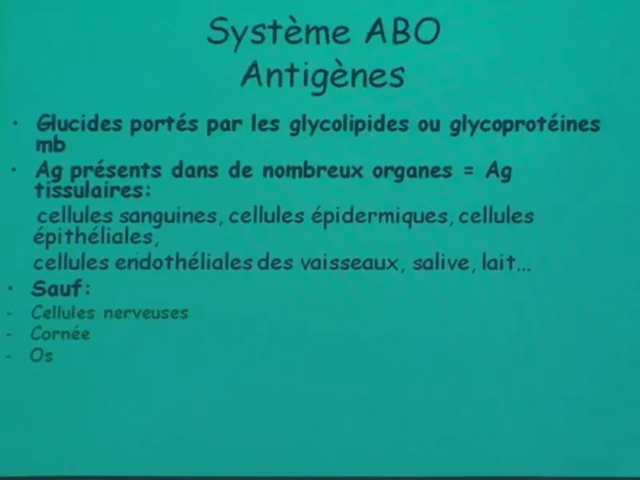 Système ABO
Antigènes
• Glucides portés par les glycolipides ou glycoprotéines
mb
• Ag présents dans de nombreux organes = Ag
tissulaires:
cellules sanguines, cellules épidermiques, cellules
épithéliales,
cellules endothéliales des vaisseaux, salive, lait...
• Sauf:
- Cellules nerveuses
- Cornée
- Os